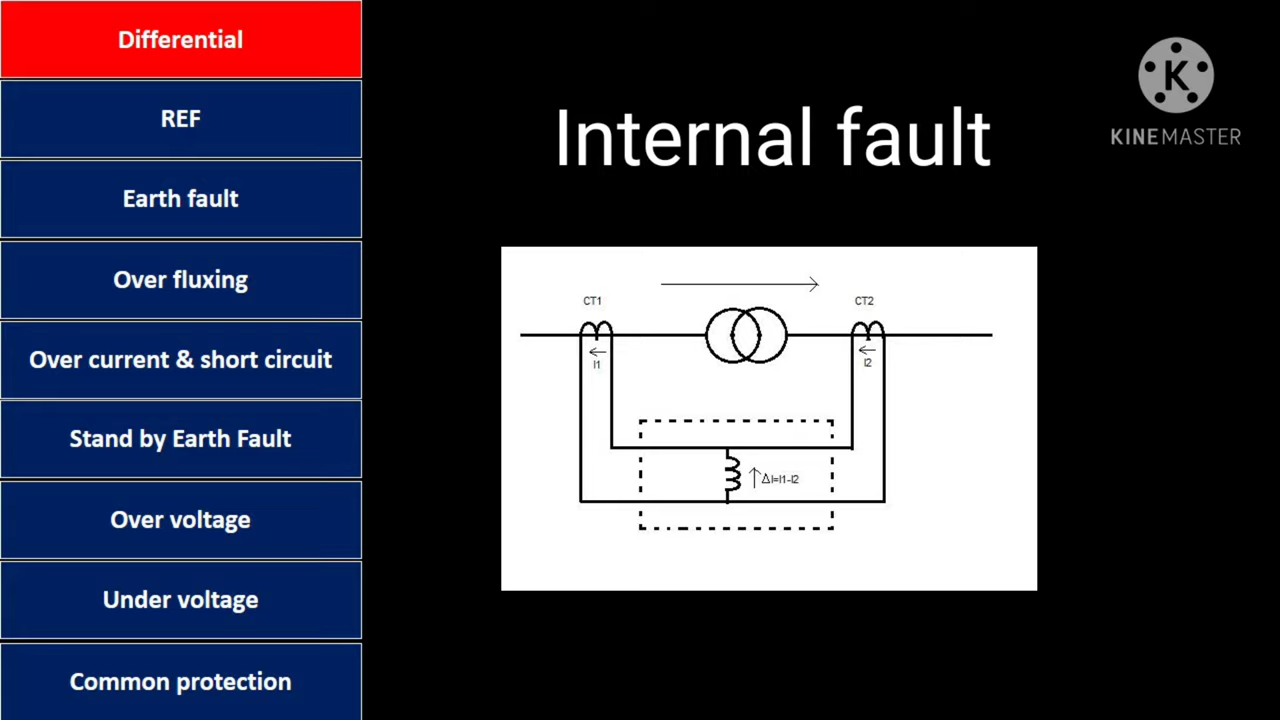 Differential
REF
Earth fault
Over fluxing
Over current & short circuit
Stand by Earth Fault
Over voltage
Under voltage
Common protection
Internal fault
K
KINEMASTER
CT1
CT2
I1
I2
ΔI=I1-I2